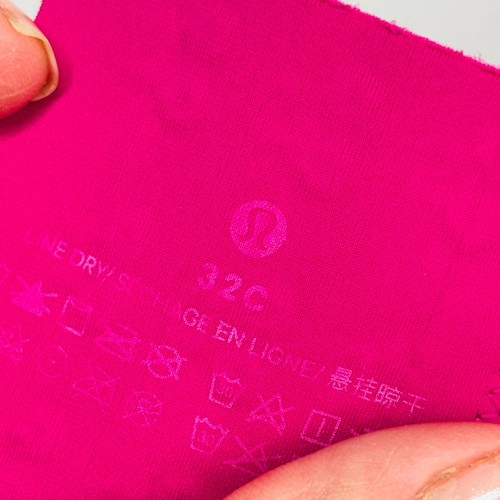 32C
LINE DRY/ SÉCHAGE EN LIGNE/ 悬挂晾干